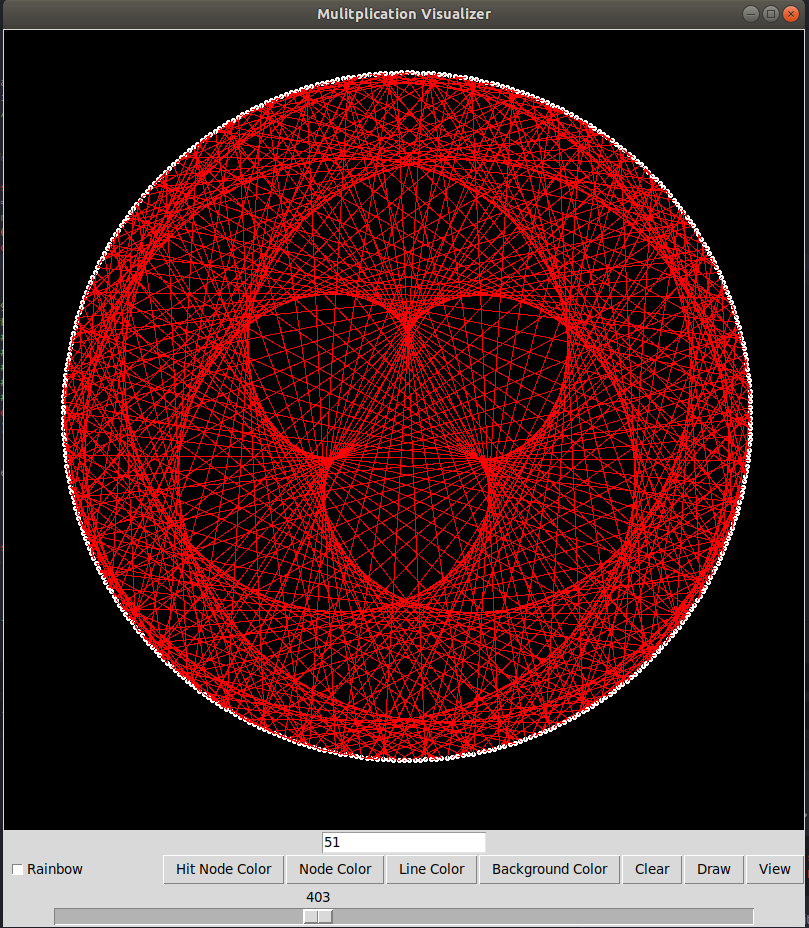 Mulitplication Visualizer
51
Rainbow Hit Node Color Node Color Line Color Background Color Clear Draw View
403